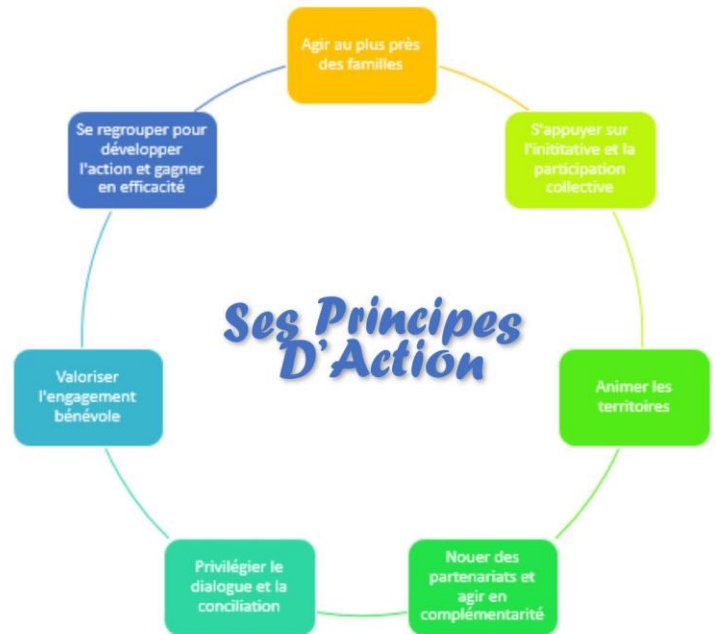 Agir au plus près
des familles
S'appuyer sur
l'inititative et la
participation
collective
Animer les
territoires
Nouer des
partenariats et
agir en
complémentarité
Privilégier le
dialogue et la
conciliation
Valoriser
l'engagement
bénévole
Se regrouper pour
développer
l'action et gagner
en efficacité
Ses Principes
D'Action